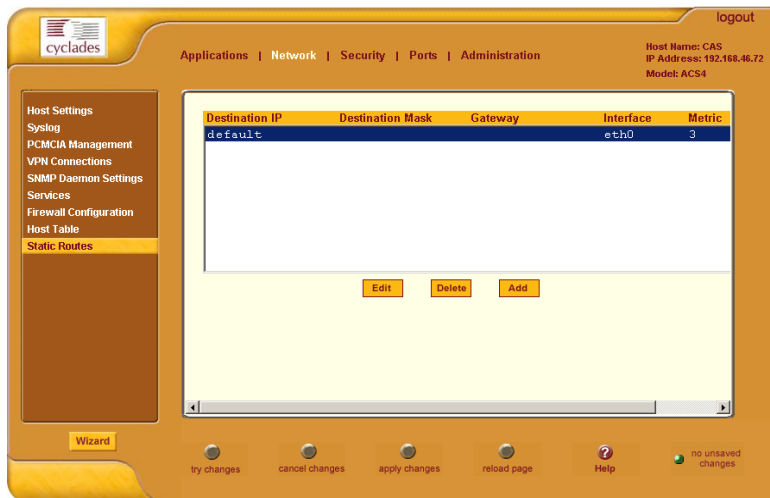 logout
cyclades
Applications | Network | Security | Ports | Administration
Host Name: CAS
IP Address: 192.168.46.72
Model: ACS4
Host Settings
Syslog
PCMCIA Management
VPN Connections
SNMP Daemon Settings
Services
Firewall Configuration
Host Table
Static Routes
Destination IP Destination Mask Gateway Interface Metric
default eth0 3
Edit Delete Add
Wizard
try changes cancel changes apply changes reload page Help no unsaved changes